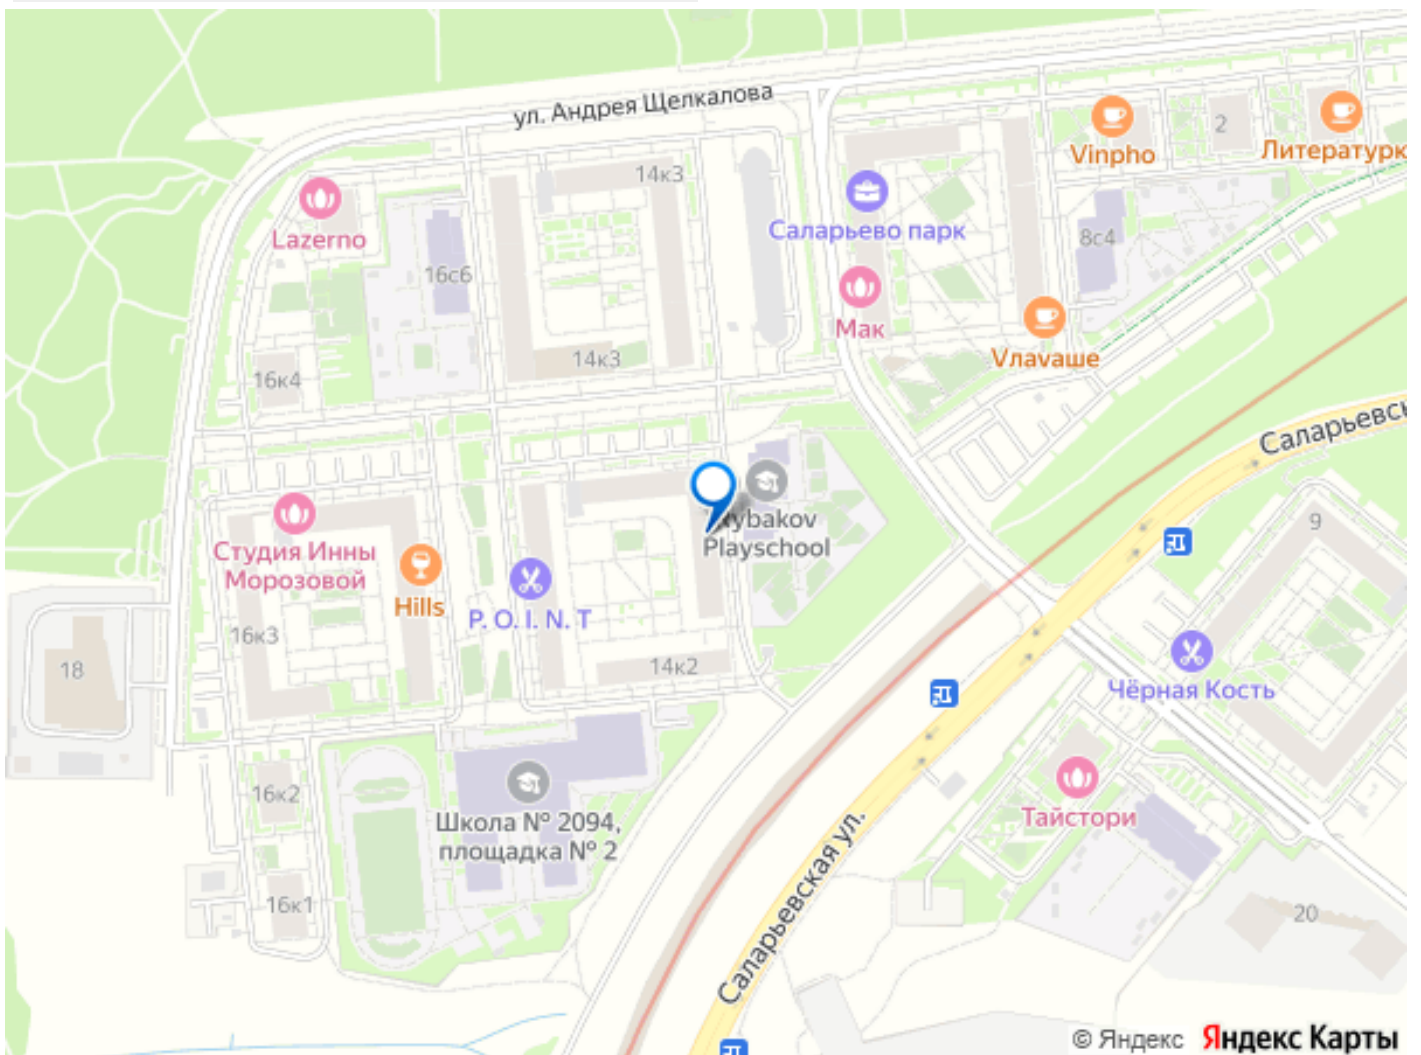 ул. Андрея Щелкалова
Vinpho
2
Литературк
14к3
Lazerno
Саларьево парк
8с4
16с6
Мак
Vлаваше
14к3
16к4
Саларьевс
Rybakov
Playschool
9
Студия Инны
Морозовой
Hills
P. O. I. N. T
16к3
18
14к2
Чёрная Кость
16к2
Школа № 2094,
площадка № 2
Тайстори
Саларьевская ул.
16к1
20
© Яндекс Яндекс Карты